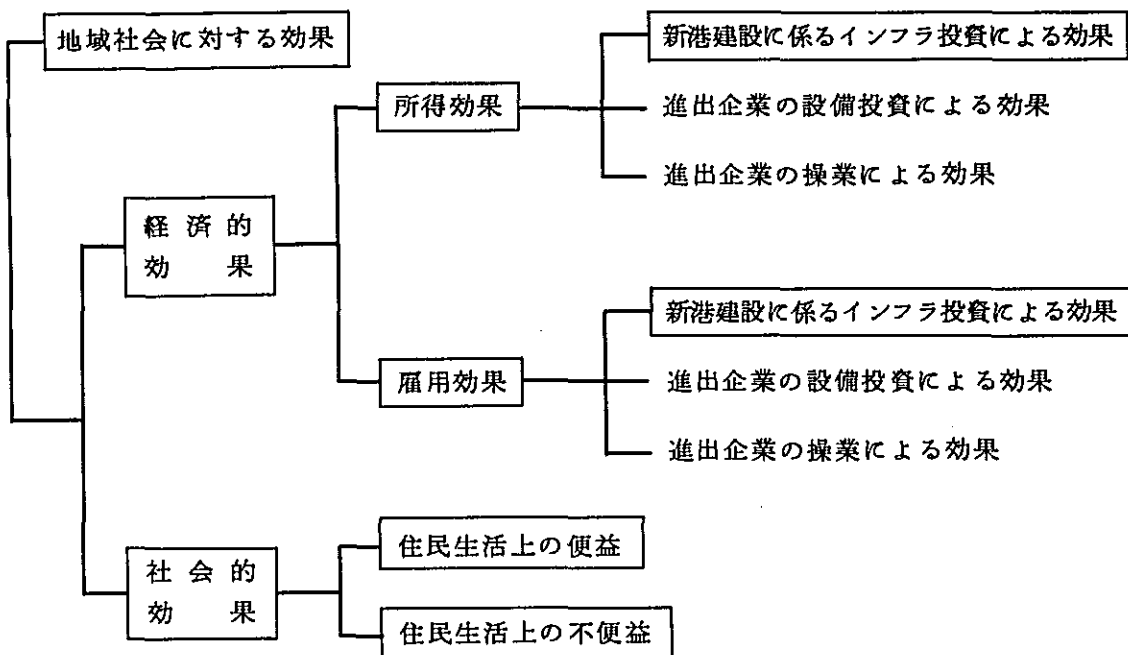 地域社会に対する効果
新港建設に係るインフラ投資による効果
所得効果
進出企業の設備投資による効果
進出企業の操業による効果
経済的
効果
新港建設に係るインフラ投資による効果
雇用効果
進出企業の設備投資による効果
進出企業の操業による効果
住民生活上の便益
社会的
効果
住民生活上の不便益